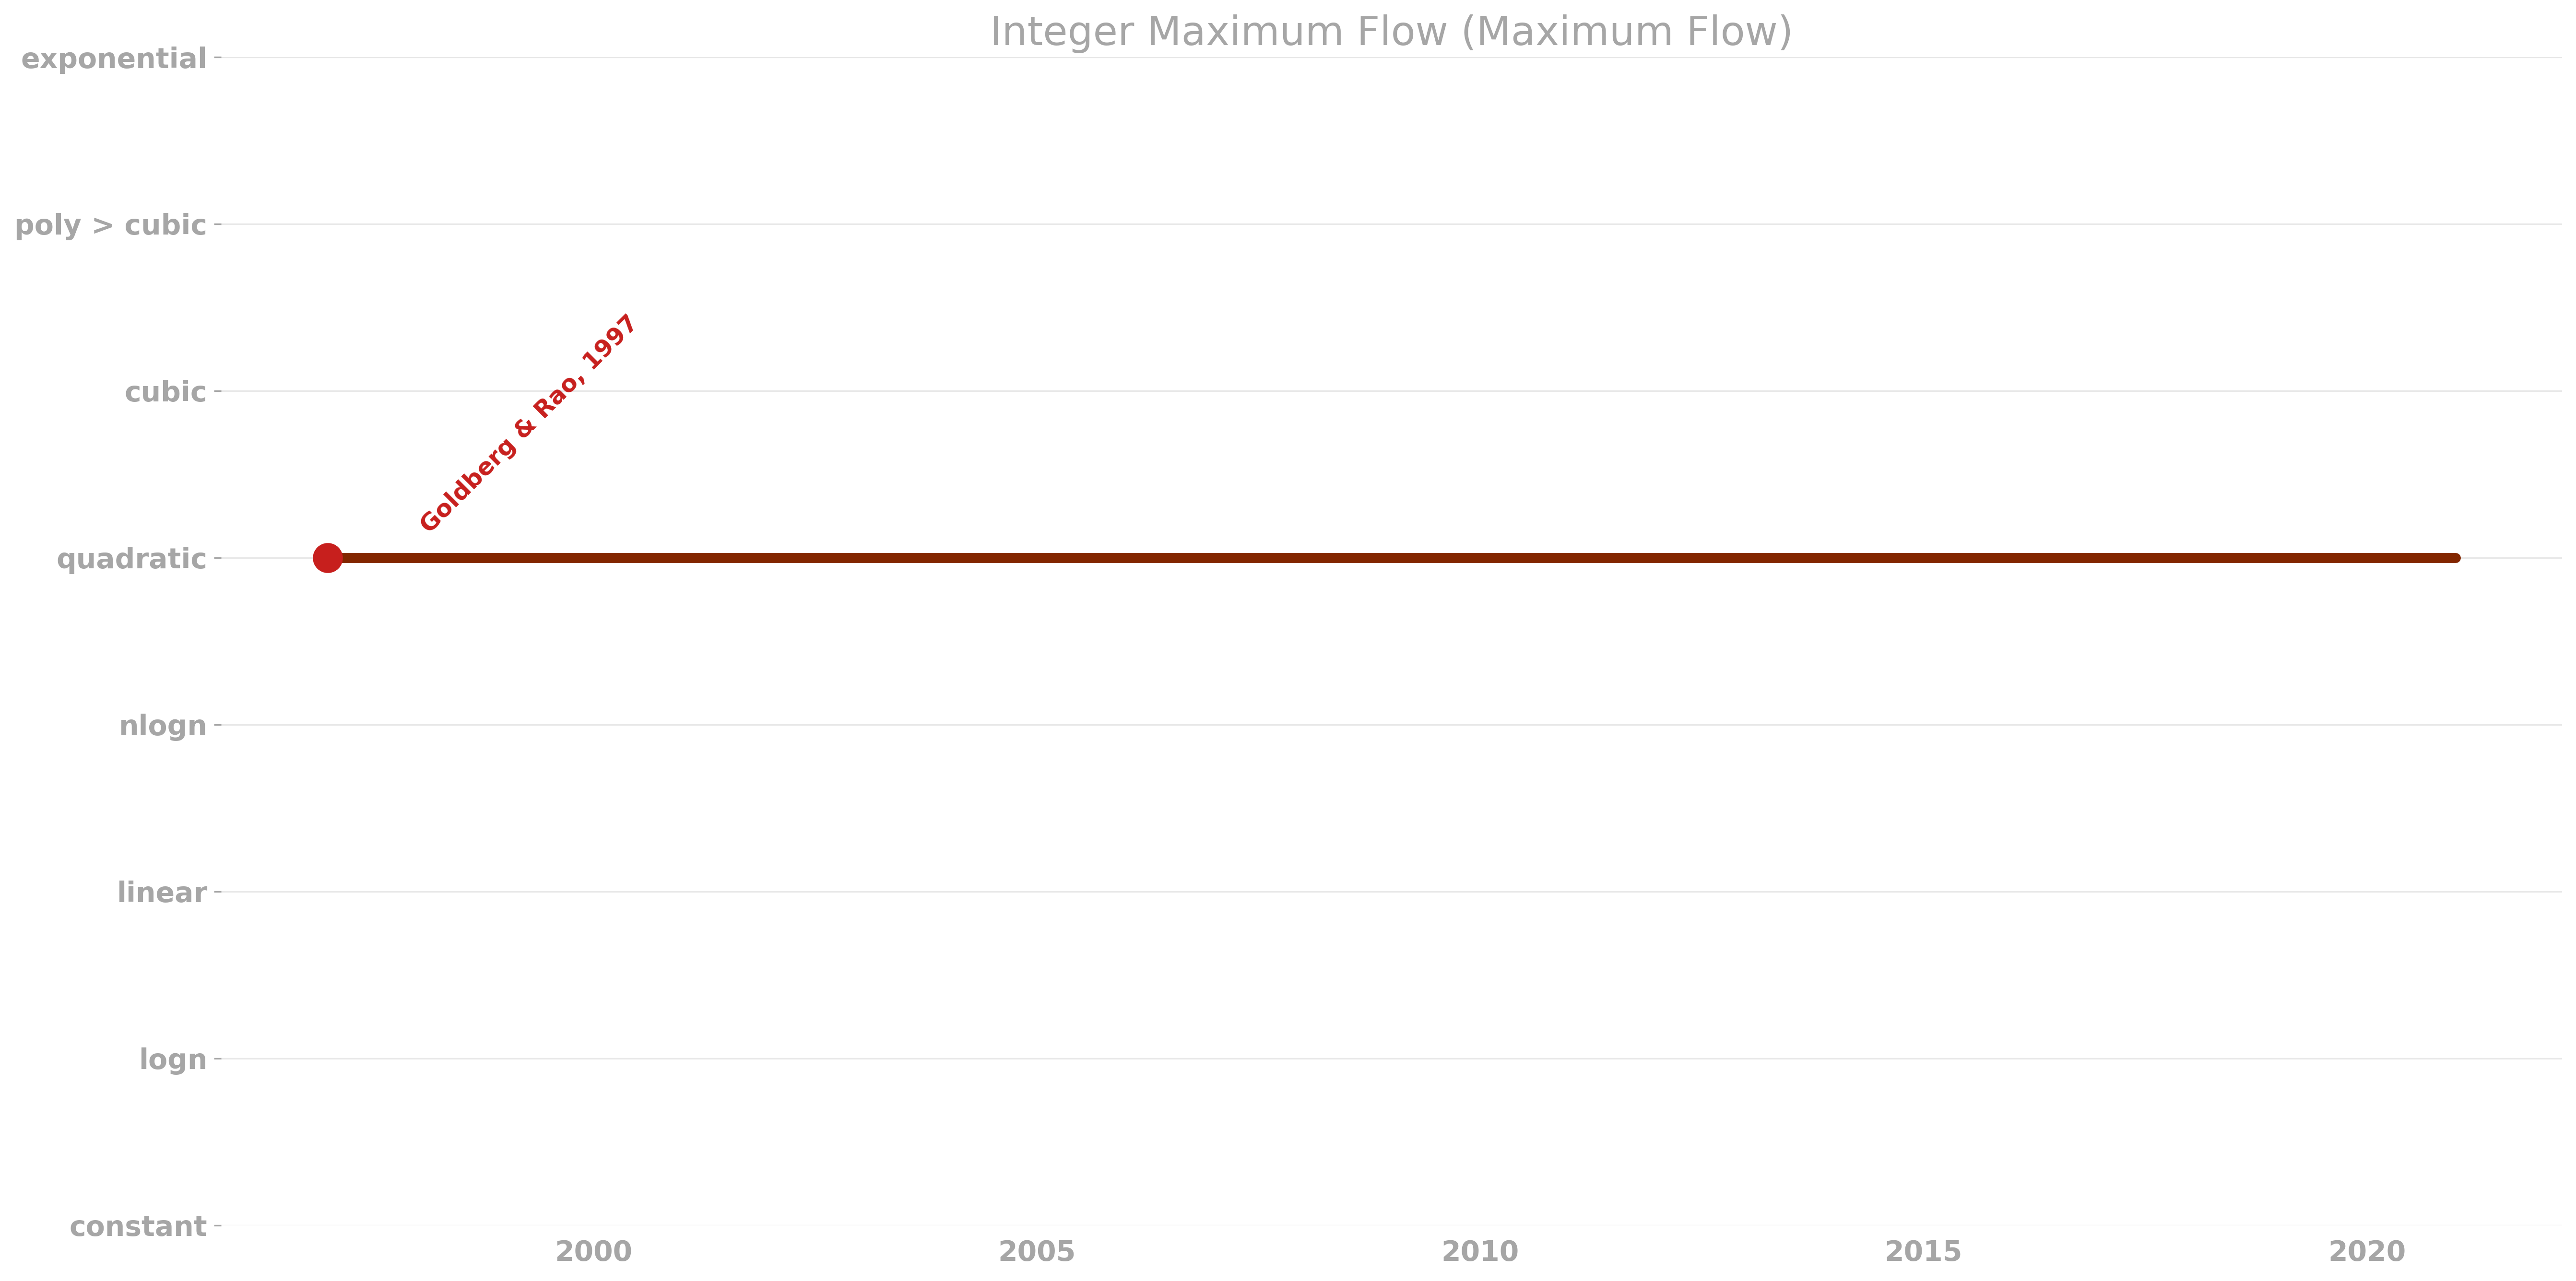 Integer Maximum Flow (Maximum Flow)
exponential
poly > cubic
cubic
quadratic
nlogn
linear
logn
constant
Goldberg & Rao, 1997
2000
2005
2010
2015
2020